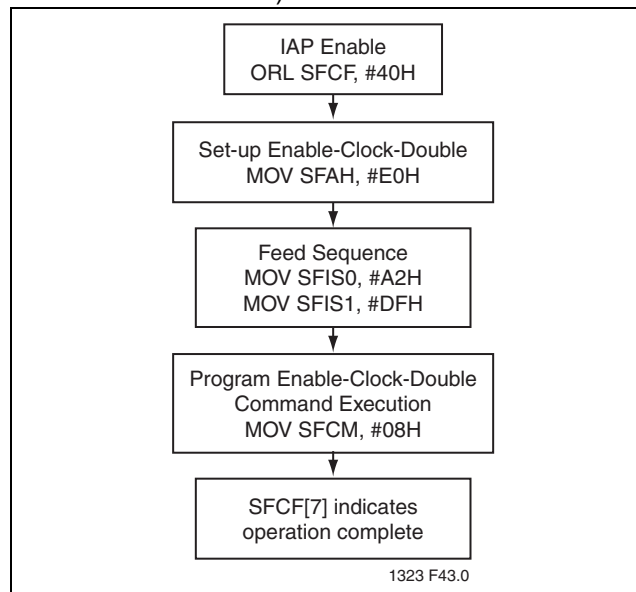 IAP Enable
ORL SFCF, #40H
Set-up Enable-Clock-Double
MOV SFAH, #E0H
Feed Sequence
MOV SFIS0, #A2H
MOV SFIS1, #DFH
Program Enable-Clock-Double
Command Execution
MOV SFCM, #08H
SFCF[7] indicates
operation complete
1323 F43.0